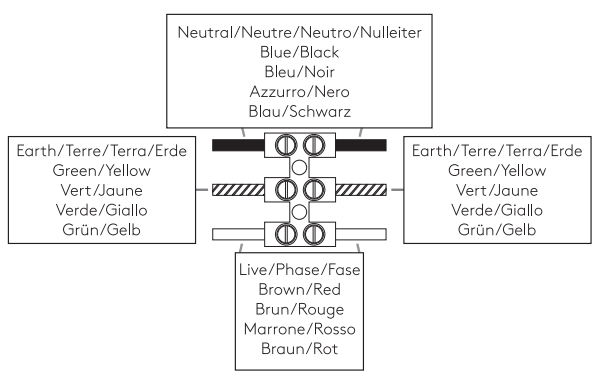 Neutral/Neutre/Neutro/Nulleiter
Blue/Black
Bleu/Noir
Azzurro/Nero
Blau/Schwarz
Earth/Terre/Terra/Erde
Green/Yellow
Vert/Jaune
Verde/Giallo
Grün/Gelb
Earth/Terre/Terra/Erde
Green/Yellow
Vert/Jaune
Verde/Giallo
Grün/Gelb
Live/Phase/Fase
Brown/Red
Brun/Rouge
Marrone/Rosso
Braun/Rot